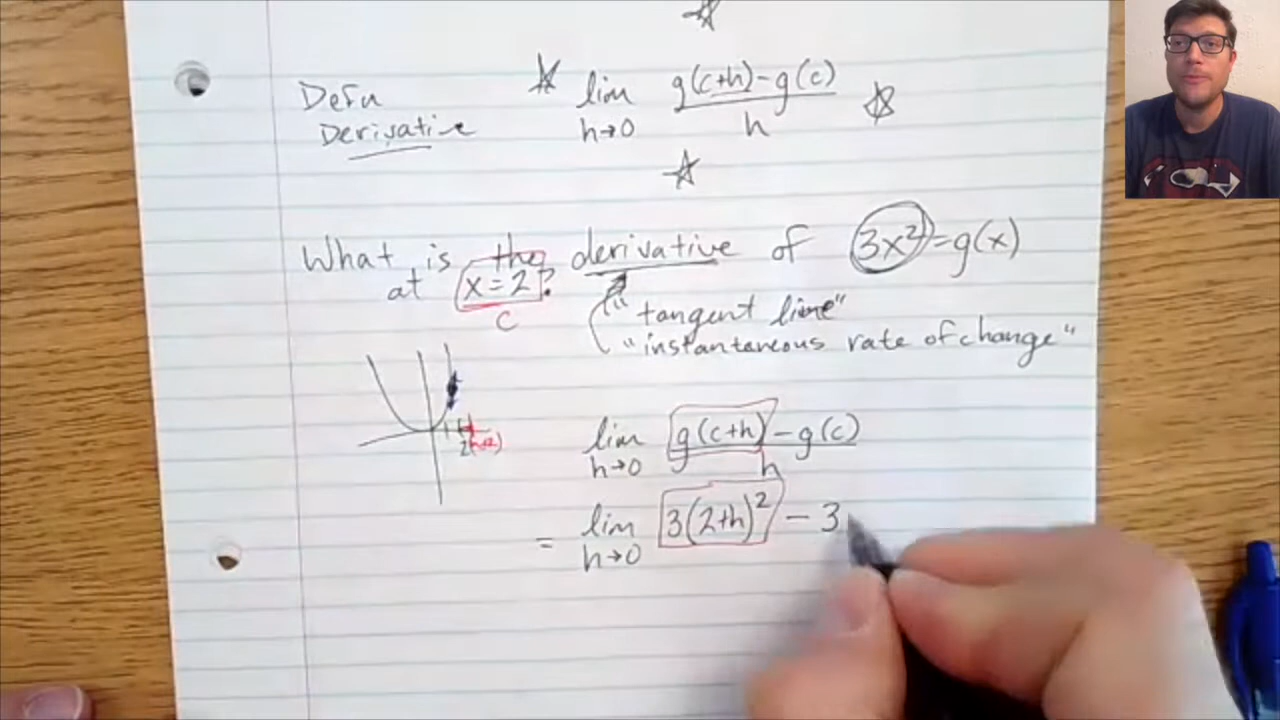 Defn
Derivative
lim h→0 g(c+h)-g(c) / h
What is the derivative of 3x² = g(x)
at x=2?
c
"tangent line"
"instantaneous rate of change"
2
lim h→0 g(c+h)-g(c) / h
= lim h→0 3(2+h)² - 3